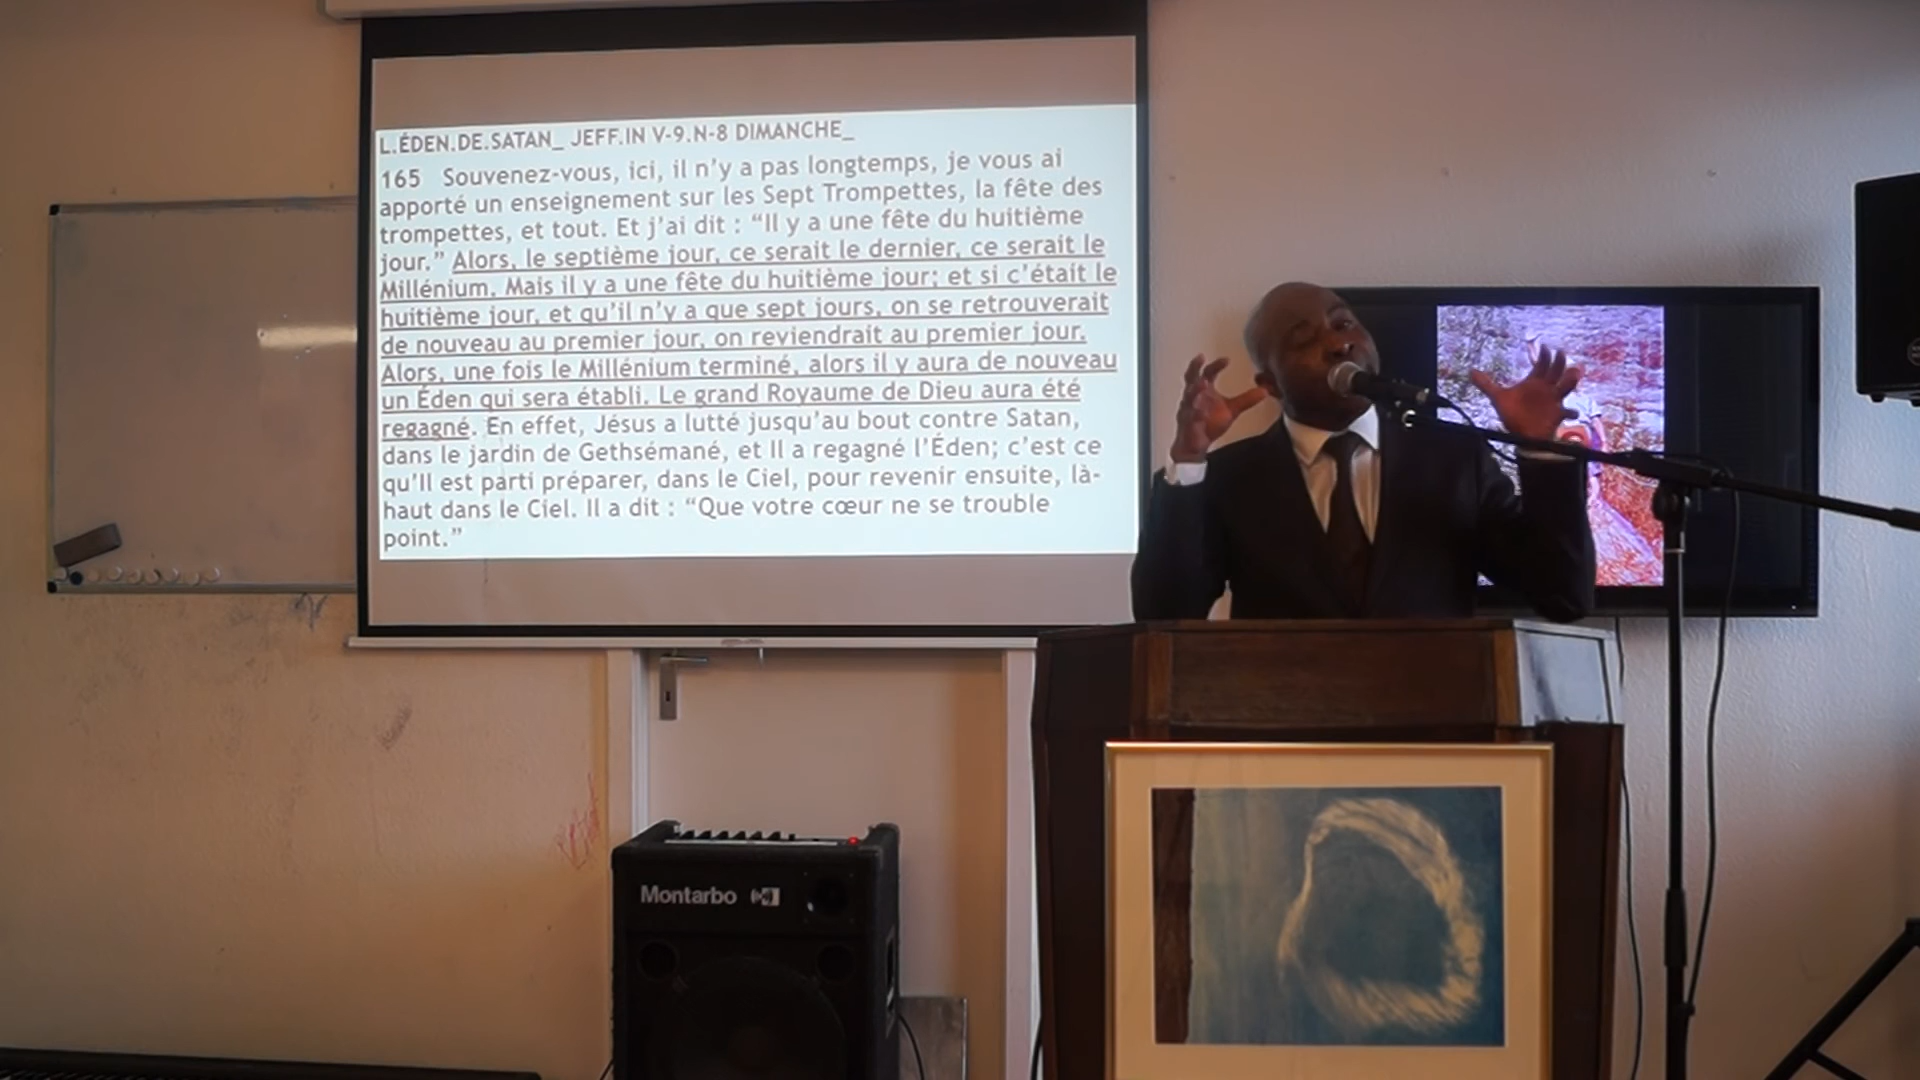 L.ÉDEN.DE.SATAN_ JEFF.IN V-9.N-8 DIMANCHE_
165 Souvenez-vous, ici, il n’y a pas longtemps, je vous ai
apporté un enseignement sur les Sept Trompettes, la fête des
trompettes, et tout. Et j’ai dit : “Il y a une fête du huitième
jour.” Alors, le septième jour, ce serait le dernier, ce serait le
Millénium. Mais il y a une fête du huitième jour; et si c’était le
huitième jour, et qu’il n’y a que sept jours, on se retrouverait
de nouveau au premier jour, on reviendrait au premier jour.
Alors, une fois le Millénium terminé, alors il y aura de nouveau
un Éden qui sera établi. Le grand Royaume de Dieu aura été
regagné. En effet, Jésus a lutté jusqu’au bout contre Satan,
dans le jardin de Gethsémané, et Il a regagné l’Éden; c’est ce
qu’Il est parti préparer, dans le Ciel, pour revenir ensuite, là-
haut dans le Ciel. Il a dit : “Que votre cœur ne se trouble
point.”
Montarbo